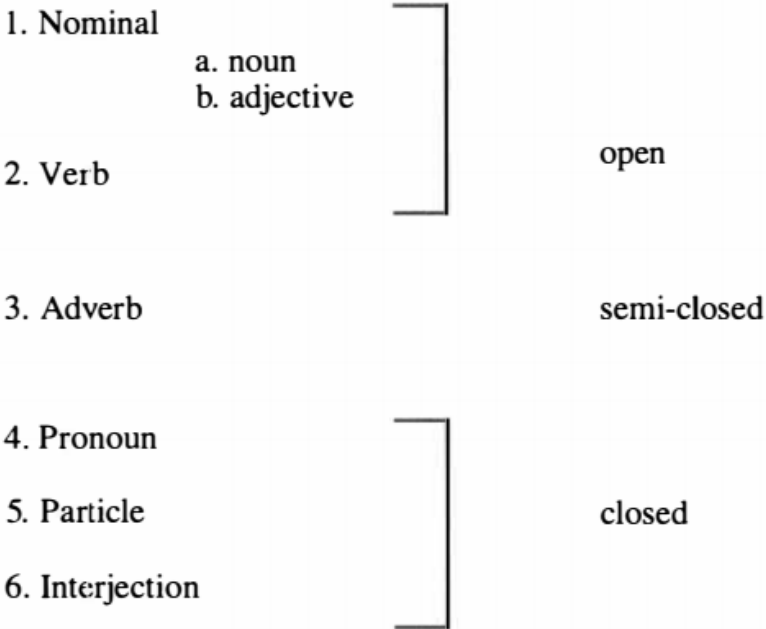 1. Nominal
a. noun
b. adjective
open
2. Verb
3. Adverb semi-closed
4. Pronoun
5. Particle closed
6. Interjection